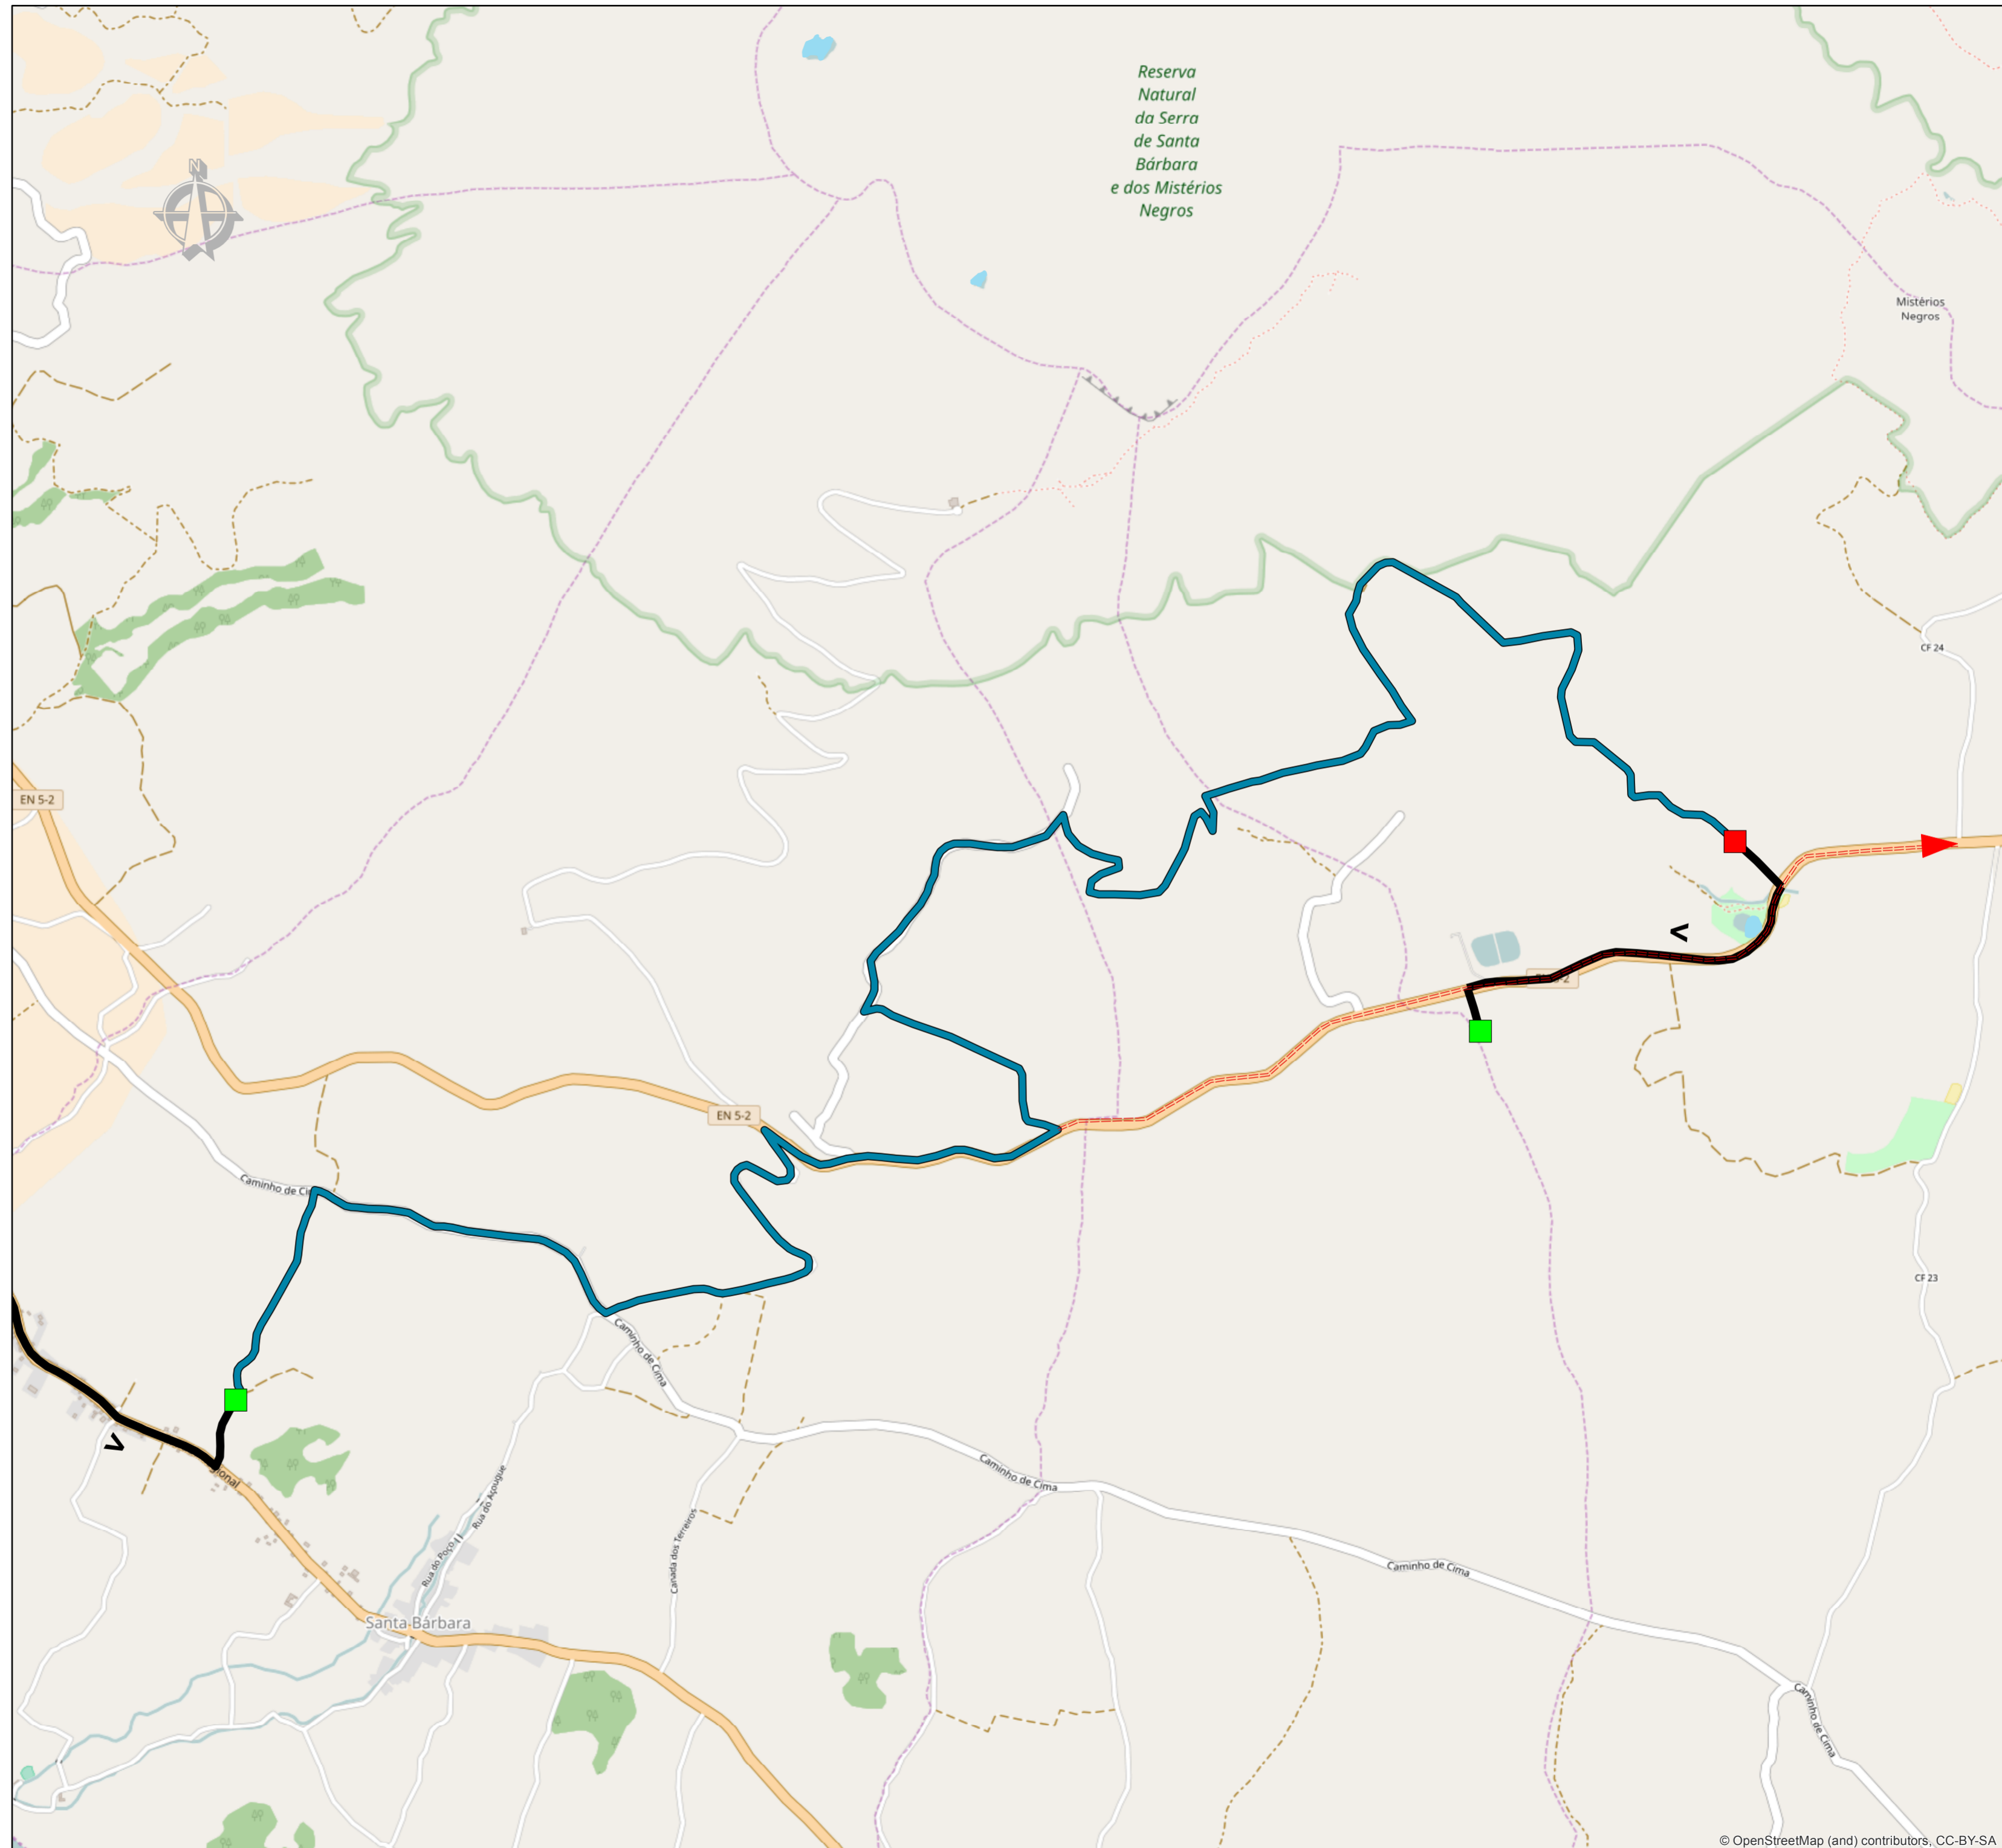 Reserva
Natural
da Serra
de Santa
Bárbara
e dos Mistérios
Negros
N
Mistérios
Negros
CF 24
EN 5-2
EN 5-2
Caminho de
CF 23
Caminho de Cima
Rua do Açougue
Rua do Poço
Canada dos Terreiros
Caminho de Cima
Caminho de Cima
Santa Bárbara
Caminho de Cima
© OpenStreetMap (and) contributors, CC-BY-SA